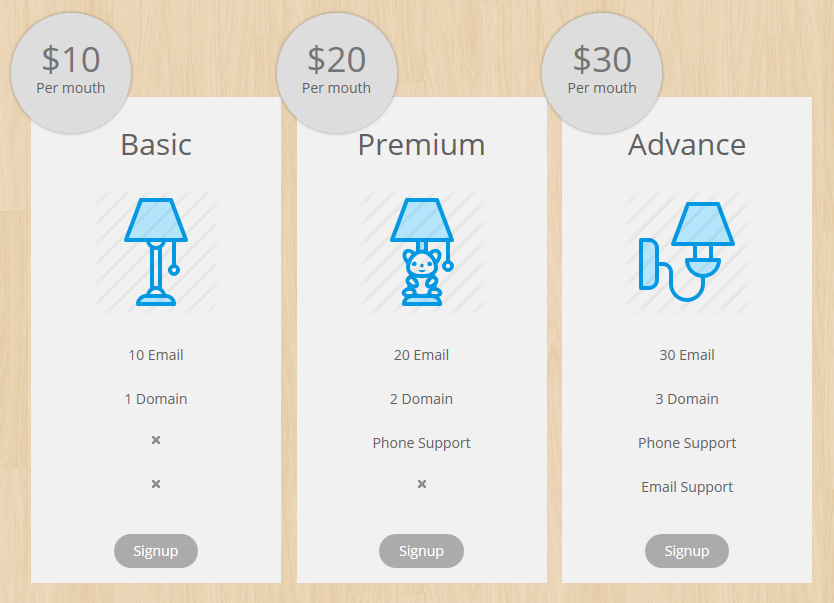 $10
Per mouth
Basic
10 Email
1 Domain
Signup
$20
Per mouth
Premium
20 Email
2 Domain
Phone Support
Signup
$30
Per mouth
Advance
30 Email
3 Domain
Phone Support
Email Support
Signup